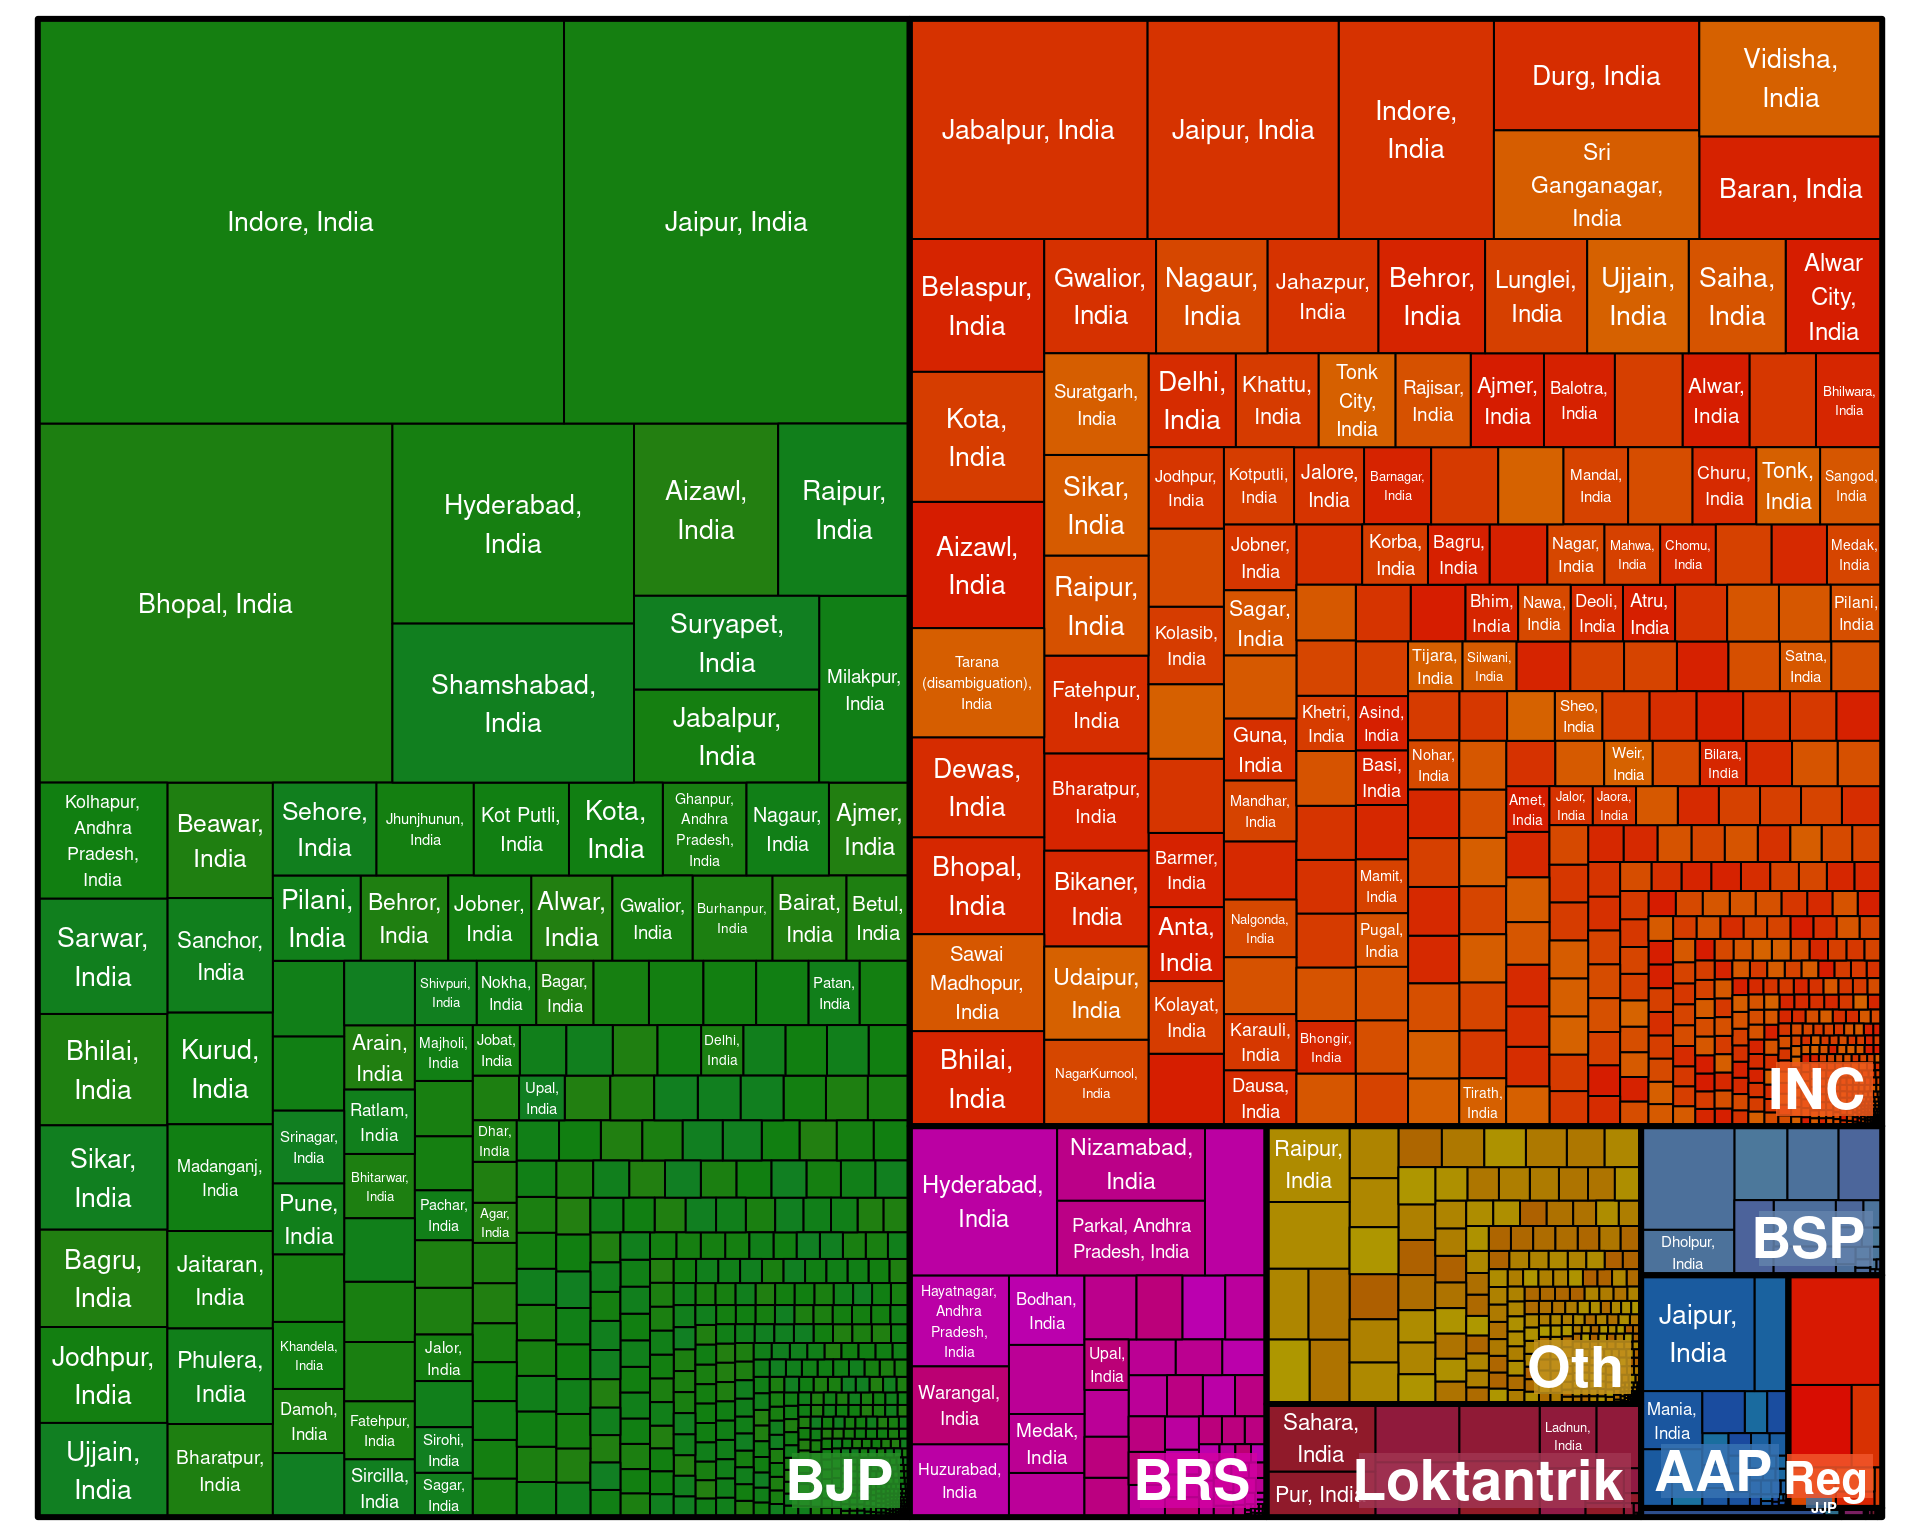 Indore, India
Jaipur, India
Bhopal, India
Hyderabad,
India
Shamshabad,
India
Aizawl,
India
Raipur,
India
Suryapet,
India
Jabalpur,
India
Milakpur,
India
Kolhapur,
Andhra
Pradesh,
India
Beawar,
India
Sarwar,
India
Sanchor,
India
Bhilai,
India
Kurud,
India
Sikar,
India
Madanganj,
India
Bagru,
India
Jaitaran,
India
Jodhpur,
India
Phulera,
India
Ujjain,
India
Bharatpur,
India
Sehore,
India
Jhunjhunun,
India
Kot Putli,
India
Kota,
India
Ghanpur,
Andhra
Pradesh,
India
Nagaur,
India
Ajmer,
India
Pilani,
India
Behror,
India
Jobner,
India
Alwar,
India
Gwalior,
India
Burhanpur,
India
Bairat,
India
Betul,
India
Shivpuri,
India
Nokha,
India
Bagar,
India
Patan,
India
Arain,
India
Majholi,
India
Jobat,
India
Delhi,
India
Upal,
India
Ratlam,
India
Srinagar,
India
Dhar,
India
Bhitarwar,
India
Pune,
India
Pachar,
India
Agar,
India
Khandela,
India
Jalor,
India
Damoh,
India
Fatehpur,
India
Sirohi,
India
Sircilla,
India
Sagar,
India
BJP
Jabalpur, India
Jaipur, India
Indore,
India
Durg, India
Vidisha,
India
Sri
Ganganagar,
India
Baran, India
Belaspur,
India
Gwalior,
India
Nagaur,
India
Jahazpur,
India
Behror,
India
Lunglei,
India
Ujjain,
India
Saiha,
India
Alwar
City,
India
Kota,
India
Aizawl,
India
Tarana
(disambiguation),
India
Dewas,
India
Bhopal,
India
Sawai
Madhopur,
India
Bhilai,
India
Suratgarh,
India
Sikar,
India
Raipur,
India
Fatehpur,
India
Bharatpur,
India
Bikaner,
India
Udaipur,
India
NagarKurnool,
India
Delhi,
India
Khattu,
India
Tonk
City,
India
Rajisar,
India
Ajmer,
India
Balotra,
India
Alwar,
India
Bhilwara,
India
Jodhpur,
India
Kotputli,
India
Jalore,
India
Barnagar,
India
Mandal,
India
Churu,
India
Tonk,
India
Sangod,
India
Jobner,
India
Korba,
India
Bagru,
India
Nagar,
India
Mahwa,
India
Chomu,
India
Medak,
India
Kolasib,
India
Sagar,
India
Bhim,
India
Nawa,
India
Deoli,
India
Atru,
India
Pilani,
India
Tijara,
India
Silwani,
India
Satna,
India
Guna,
India
Khetri,
India
Asind,
India
Sheo,
India
Basi,
India
Nohar,
India
Weir,
India
Bilara,
India
Mandhar,
India
Amet,
India
Jalor,
India
Jaora,
India
Barmer,
India
Mamit,
India
Anta,
India
Nalgonda,
India
Pugal,
India
Kolayat,
India
Karauli,
India
Bhongir,
India
Dausa,
India
Tirath,
India
INC
Hyderabad,
India
Nizamabad,
India
Parkal, Andhra
Pradesh, India
Hayatnagar,
Andhra
Pradesh,
India
Bodhan,
India
Upal,
India
Warangal,
India
Medak,
India
Huzurabad,
India
BRS
Raipur,
India
Oth
Sahara,
India
Ladnun,
India
Pur, India
Loktantrik
Dholpur,
India
BSP
Jaipur,
India
Mania,
India
AAP
Reg
JJP